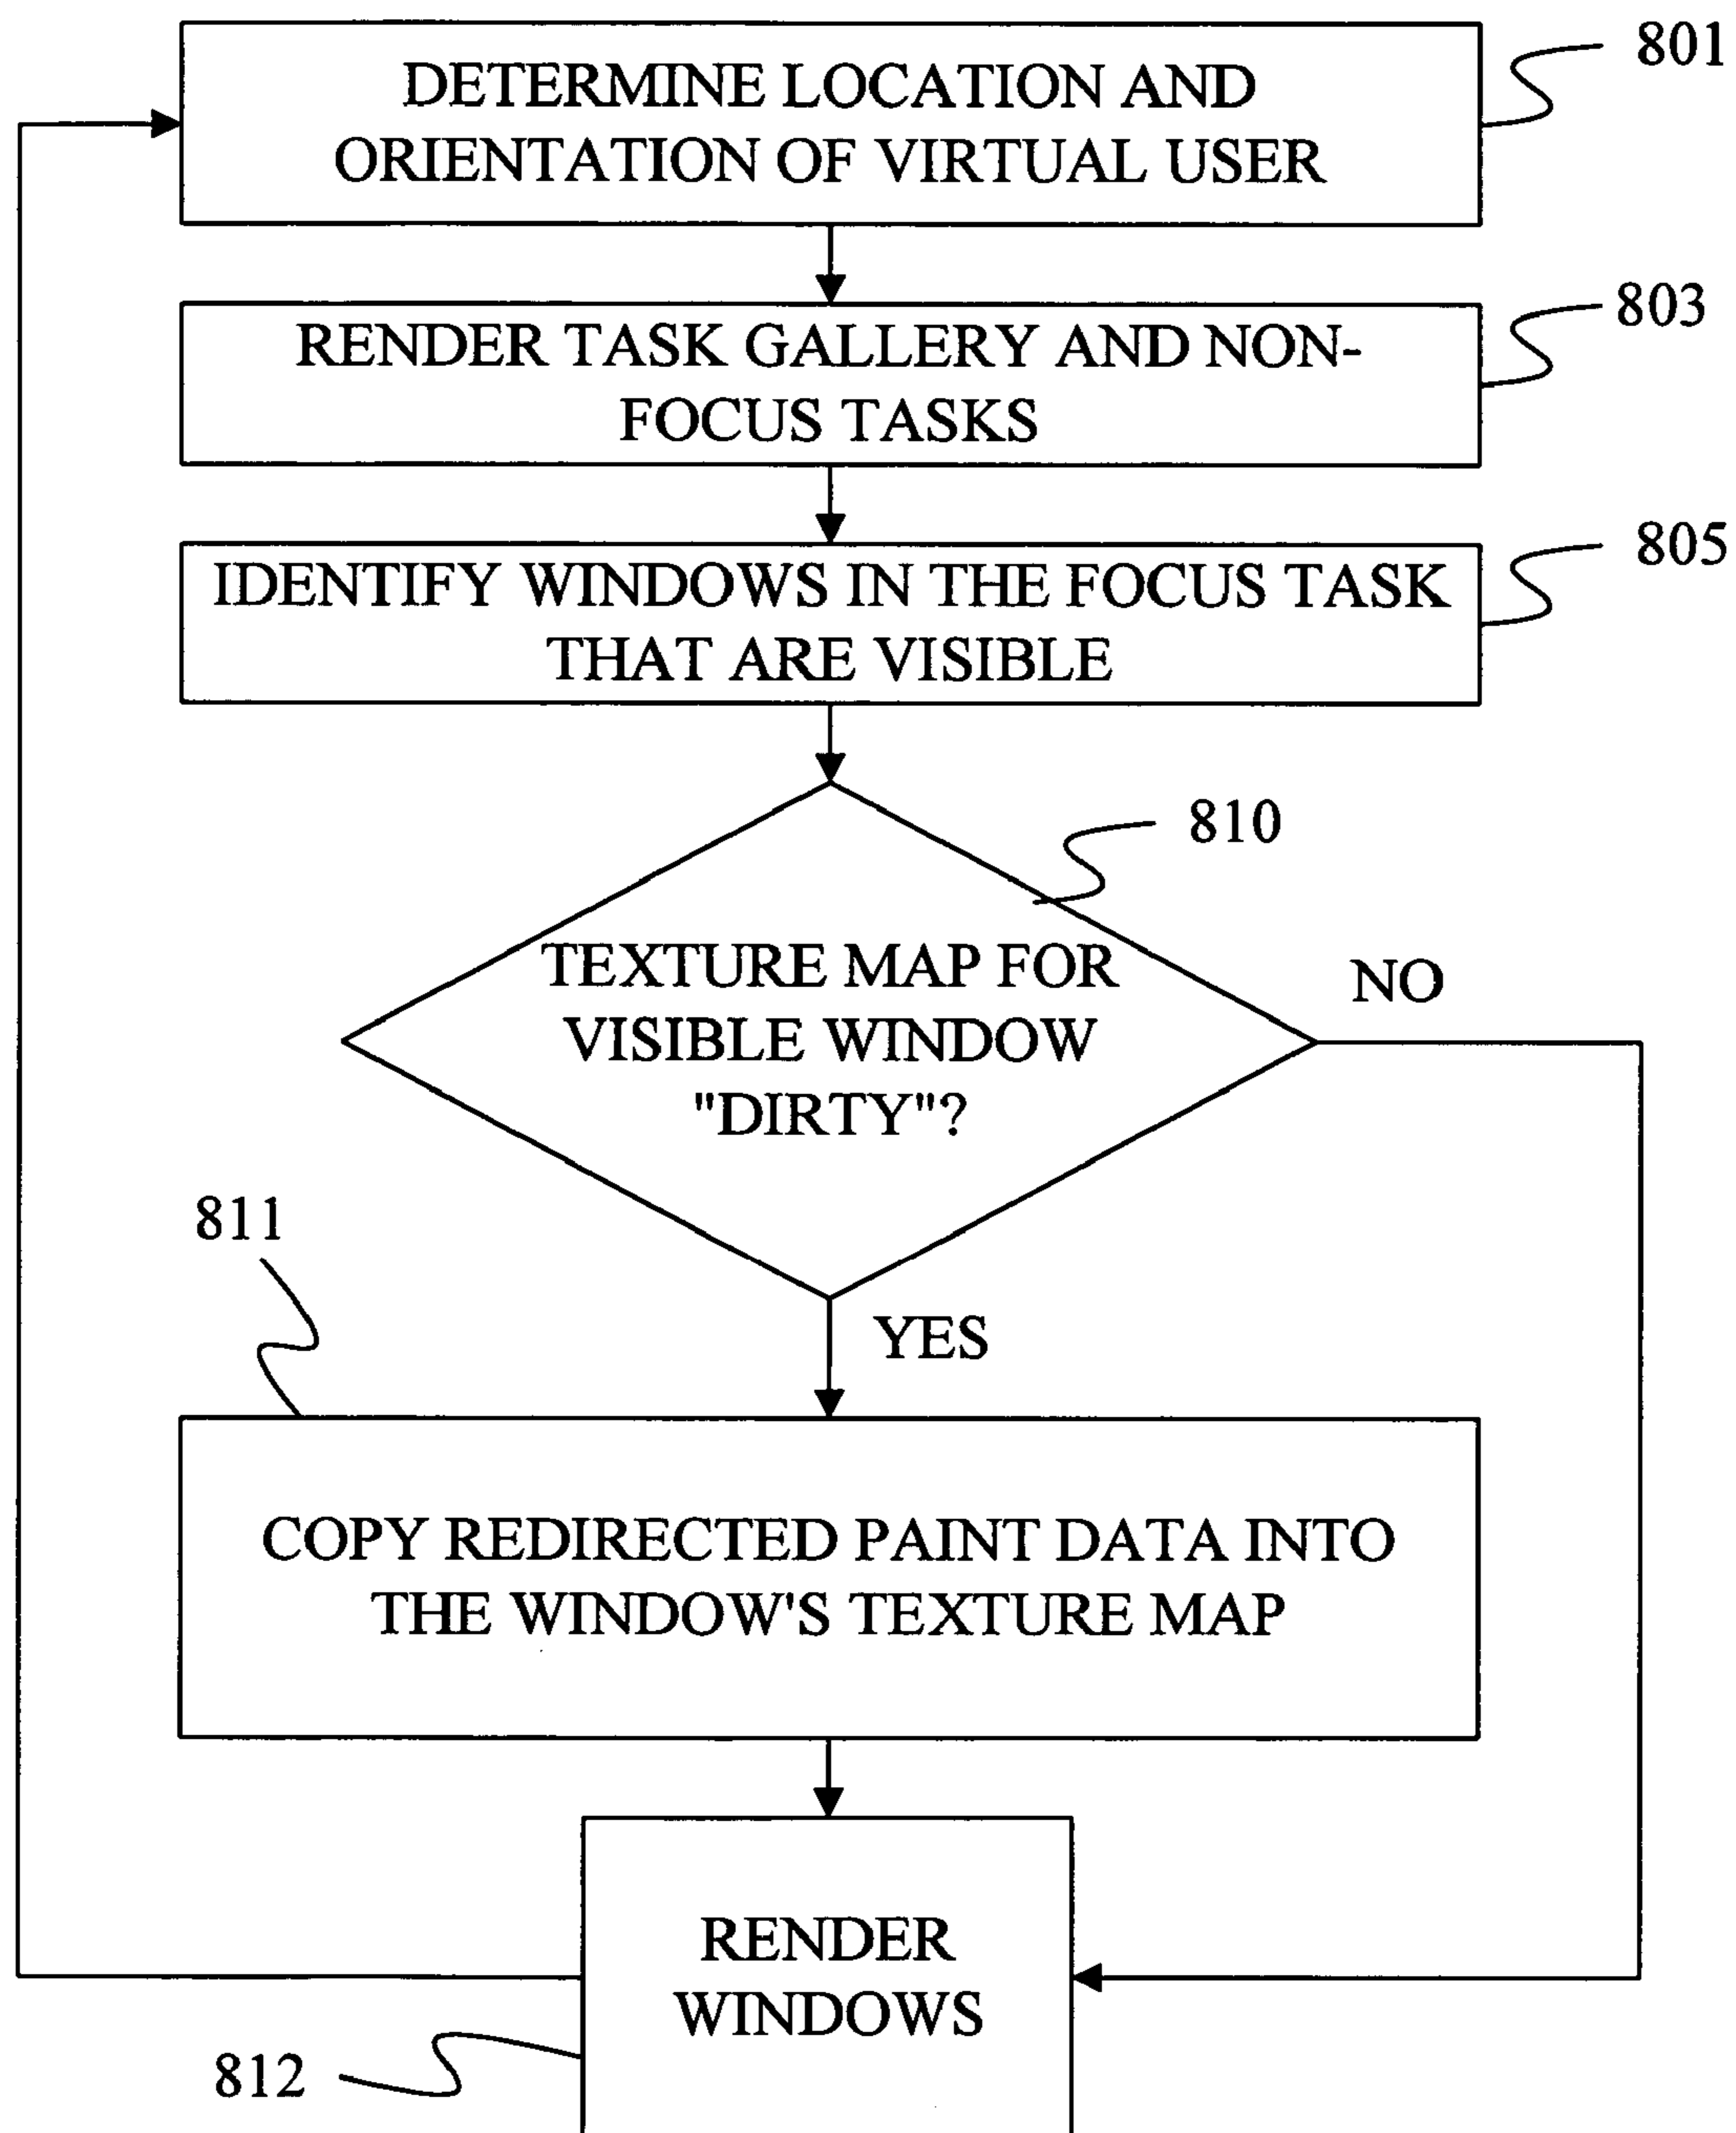 801
DETERMINE LOCATION AND
ORIENTATION OF VIRTUAL USER
803
RENDER TASK GALLERY AND NON-
FOCUS TASKS
805
IDENTIFY WINDOWS IN THE FOCUS TASK
THAT ARE VISIBLE
810
TEXTURE MAP FOR
VISIBLE WINDOW
"DIRTY"?
NO
811
YES
COPY REDIRECTED PAINT DATA INTO
THE WINDOW'S TEXTURE MAP
RENDER
WINDOWS
812